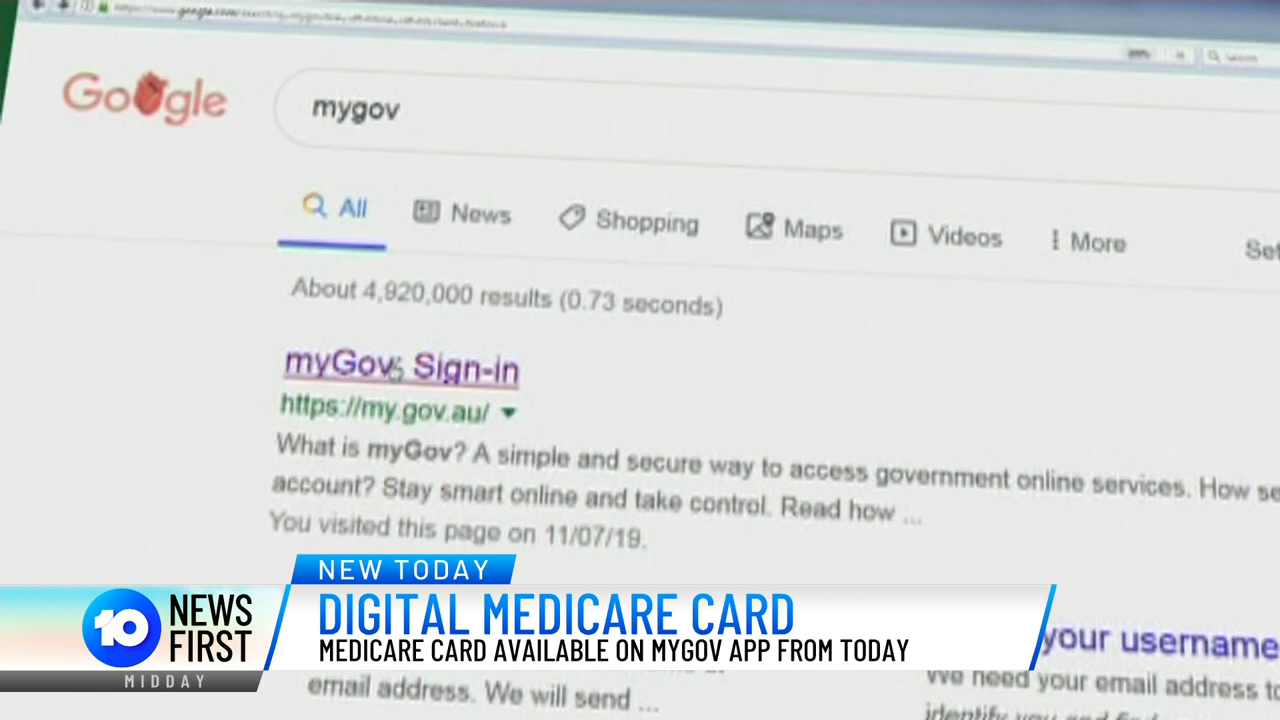 Google
mygov
All News Shopping Maps Videos More
About 4,920,000 results (0.73 seconds)
myGov Sign-in
https://my.gov.au/
What is myGov? A simple and secure way to access government online services. How
account? Stay smart online and take control. Read how ...
You visited this page on 11/07/19.
NEW TODAY
DIGITAL MEDICARE CARD
MEDICARE CARD AVAILABLE ON MYGOV APP FROM TODAY
10 NEWS
FIRST
MIDDAY
your username
email address. We will send ...
We need your email address to
identify you and